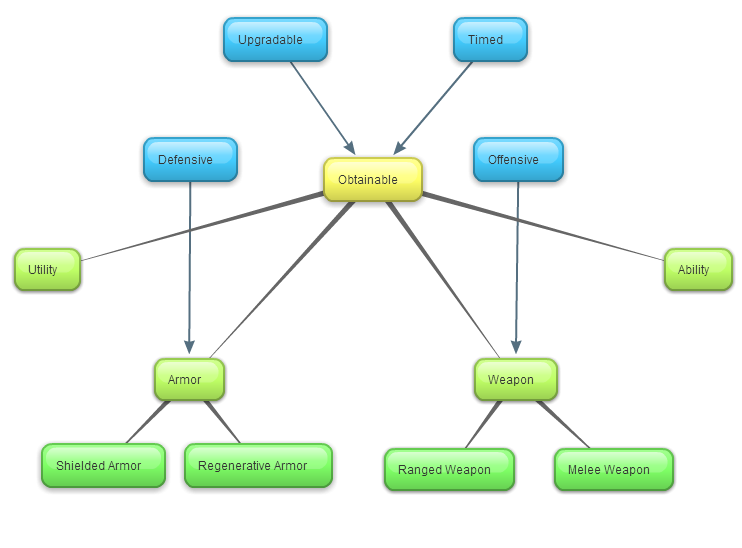 Upgradable
Timed
Defensive
Offensive
Obtainable
Utility
Ability
Armor
Weapon
Shielded Armor
Regenerative Armor
Ranged Weapon
Melee Weapon